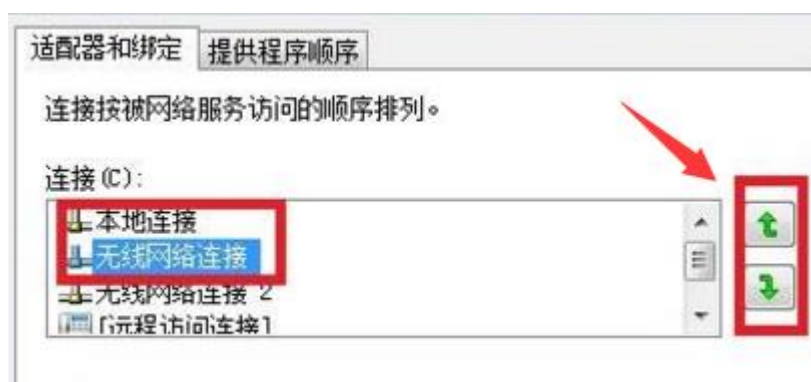 适配器和绑定 提供程序顺序
连接按被网络服务访问的顺序排列。
连接(C):
本地连接
无线网络连接
无线网络连接 2
[远程访问连接]